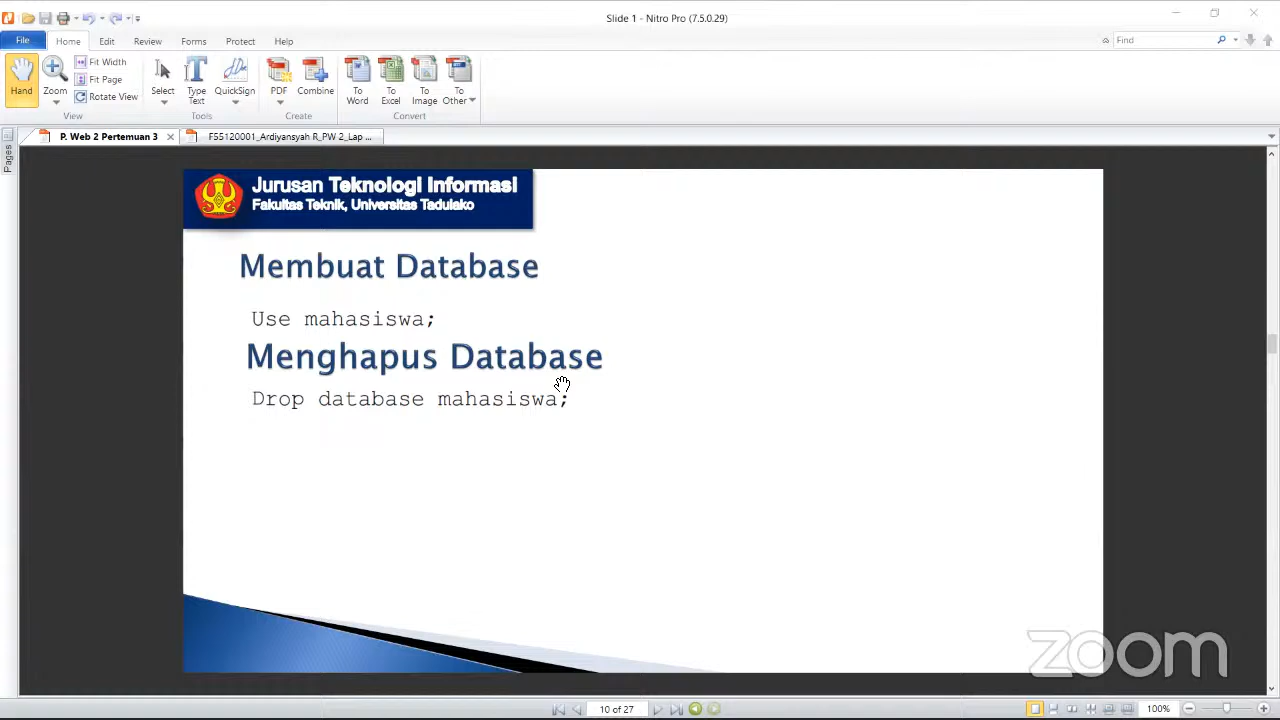 Slide 1 - Nitro Pro (7.5.0.29)
File Home Edit Review Forms Protect Help
Find
Hand
Zoom
Fit Width
Fit Page
Rotate View
View
Select
Type Text
QuickSign
Tools
PDF
Combine
Create
To Word
To Excel
To Image
To Other
Convert
P. Web 2 Pertemuan 3
F55120001_Ardiyansyah R_PW 2_Lap ...
Pages
Jurusan Teknologi Informasi
Fakultas Teknik, Universitas Tadulako
Membuat Database
Use mahasiswa;
Menghapus Database
Drop database mahasiswa;
zoom
10 of 27
100%